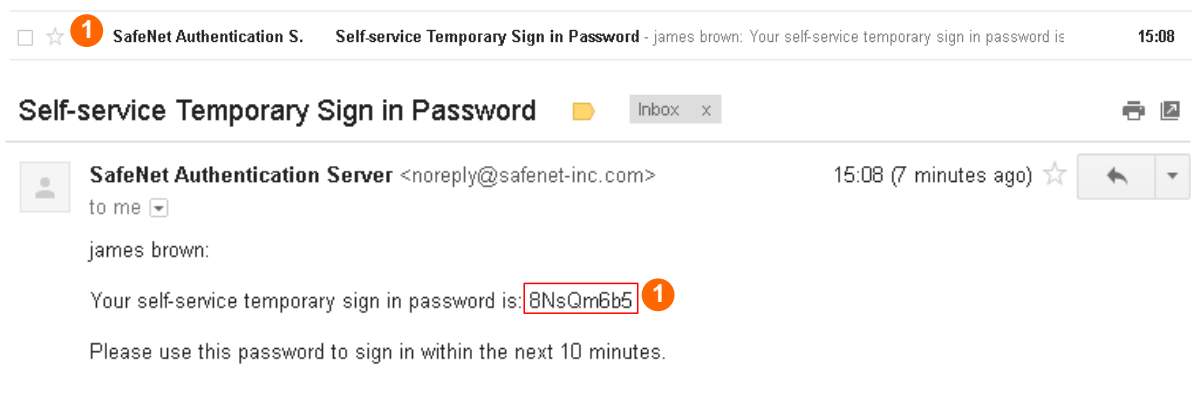 1 SafeNet Authentication S. Self-service Temporary Sign in Password - james brown: Your self-service temporary sign in password is 15:08
Self-service Temporary Sign in Password Inbox x
SafeNet Authentication Server <noreply@safenet-inc.com> 15:08 (7 minutes ago)
to me
james brown:
Your self-service temporary sign in password is: 8NsQm6b5 1
Please use this password to sign in within the next 10 minutes.